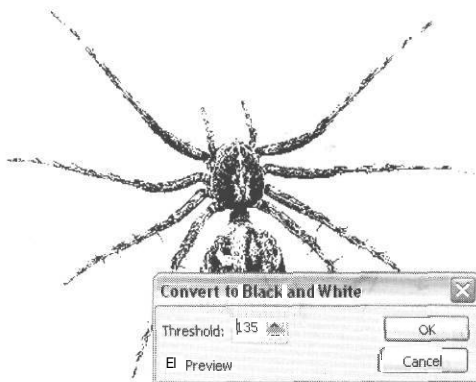 Convert to Black and White
Threshold: 135
OK
Preview
Cancel